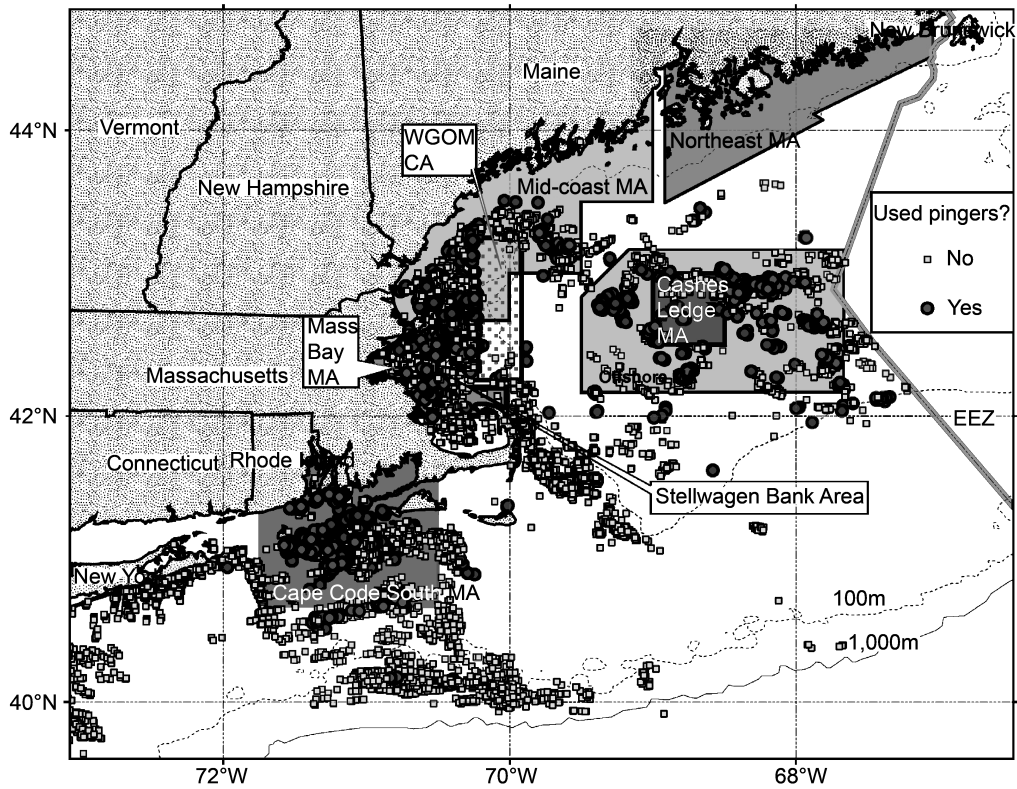 New Brunswick
Maine
Vermont
44°N
WGOM
CA
Northeast MA
New Hampshire
Mid-coast MA
Used pingers?
No
Yes
Cashes
Ledge
MA
Mass
Bay
MA
Massachusetts
Offshore
42°N
EEZ
Connecticut
Rhode
Stellwagen Bank Area
New Yo
Cape Code South MA
100m
1,000m
40°N
72°W
70°W
68°W